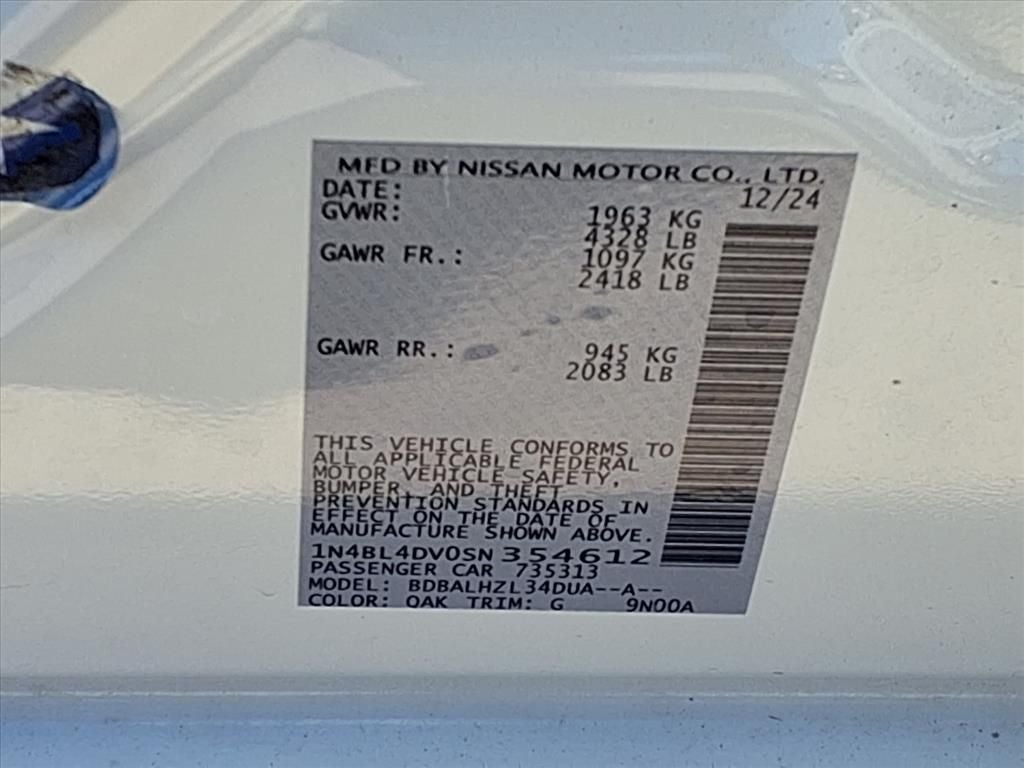 MFD BY NISSAN MOTOR CO., LTD.
DATE: 12/24
GVWR: 1963 KG
4328 LB
GAWR FR.: 1097 KG
2418 LB
GAWR RR.: 945 KG
2083 LB
THIS VEHICLE CONFORMS TO
ALL APPLICABLE FEDERAL
MOTOR VEHICLE SAFETY,
BUMPER, AND THEFT
PREVENTION STANDARDS IN
EFFECT ON THE DATE OF
MANUFACTURE SHOWN ABOVE.
1N4BL4DV0SN354612
PASSENGER CAR 735313
MODEL: BDBALHZL34DUA--A--
COLOR: QAK TRIM: G 9N00A